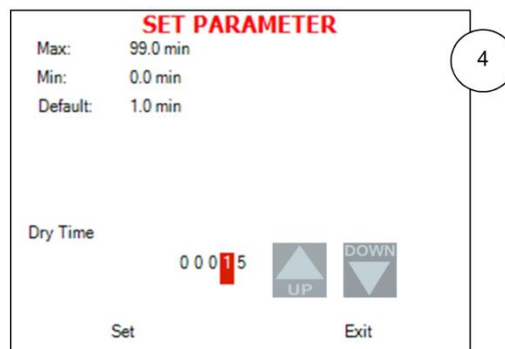 SET PARAMETER
Max: 99.0 min
Min: 0.0 min
Default: 1.0 min
4
Dry Time
0 0 0 1 5
UP
DOWN
Set Exit